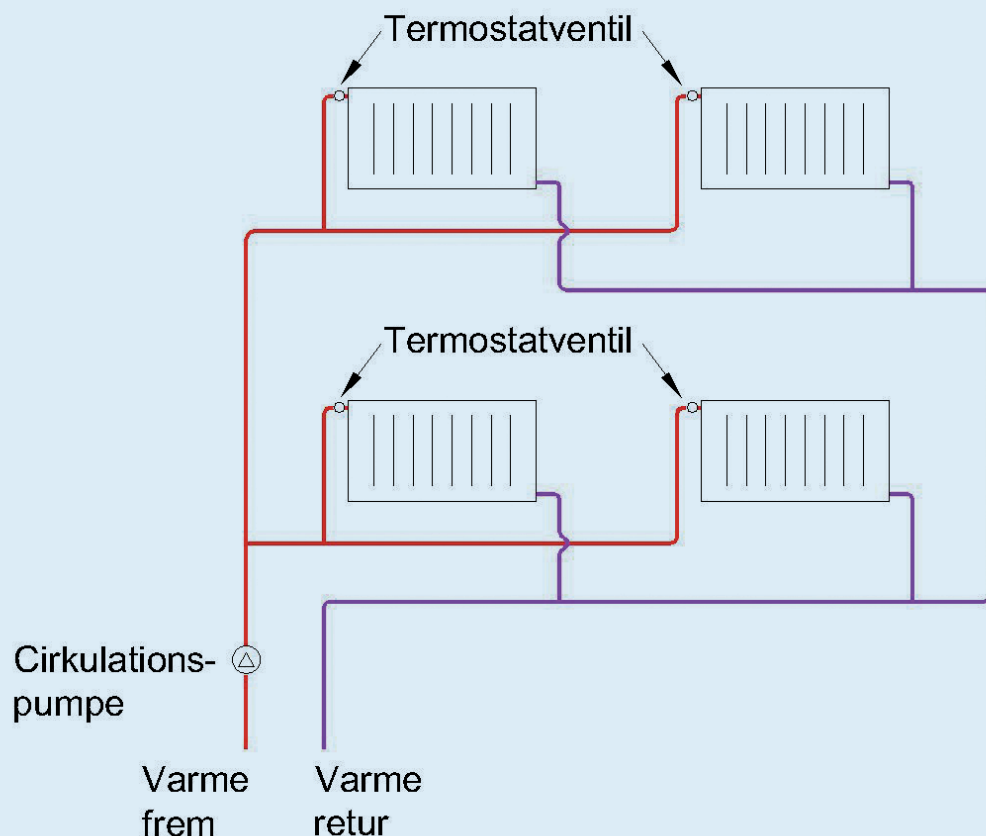 Termostatventil
Termostatventil
Cirkulations-
pumpe
Varme
frem
Varme
retur